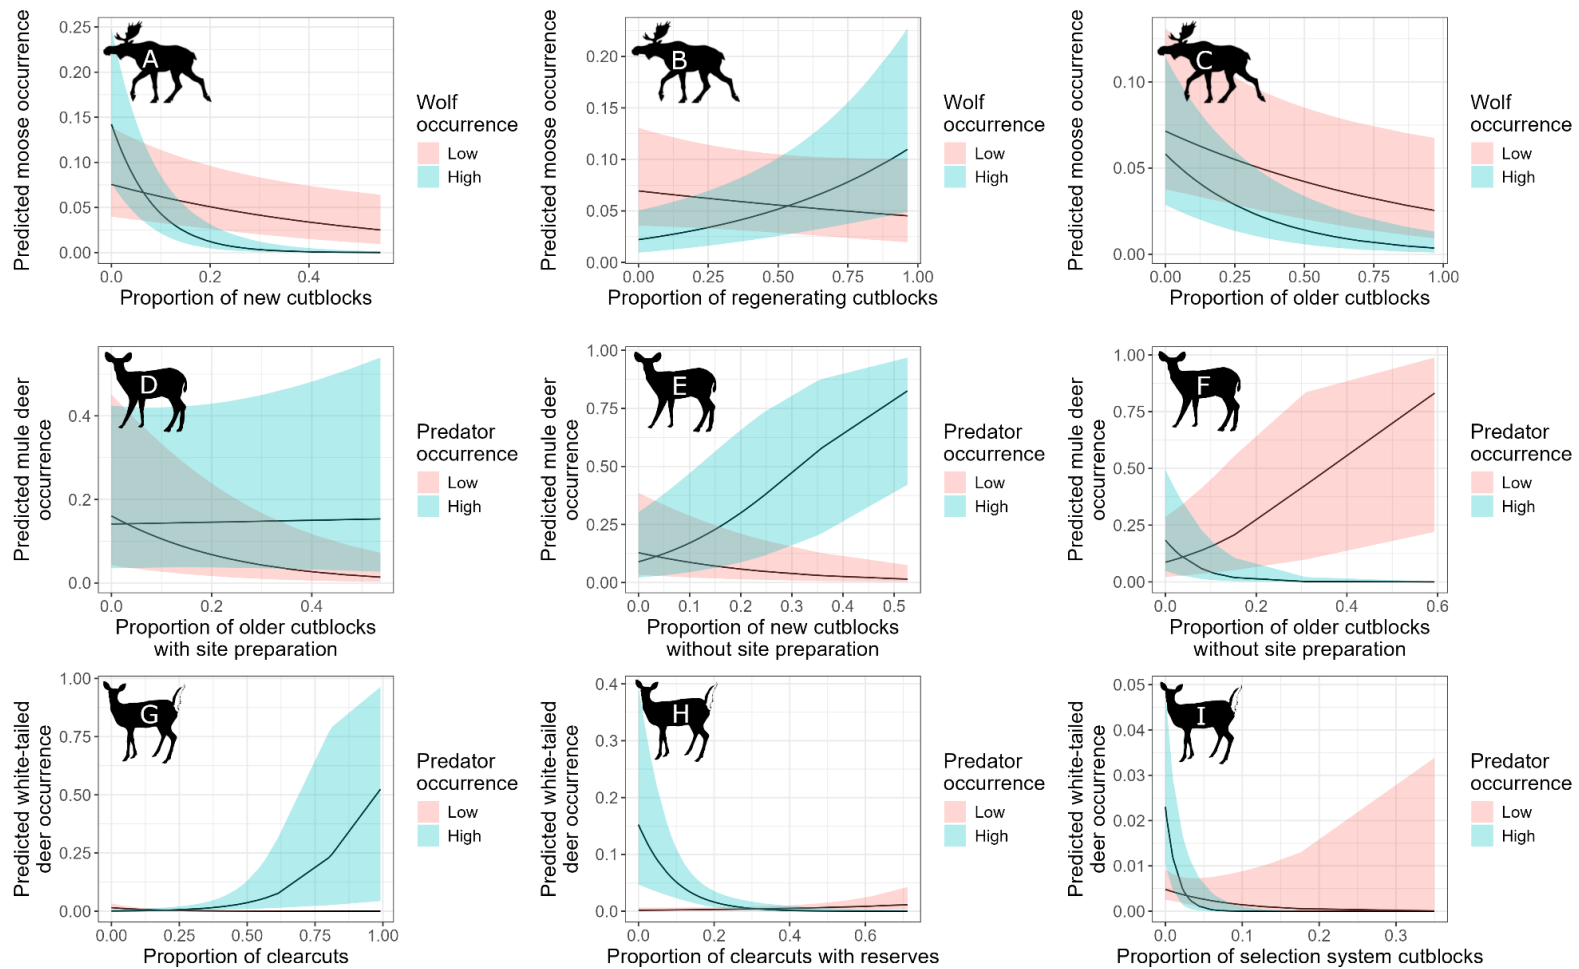 Predicted moose occurrence
0.25
0.20
0.15
0.10
0.05
0.00
A
0.0
0.2
0.4
Proportion of new cutblocks
Wolf
occurrence
Low
High
Predicted moose occurrence
0.20
0.15
0.10
0.05
0.00
B
0.00
0.25
0.50
0.75
1.00
Proportion of regenerating cutblocks
Wolf
occurrence
Low
High
Predicted moose occurrence
0.10
0.05
0.00
C
0.00
0.25
0.50
0.75
1.00
Proportion of older cutblocks
Wolf
occurrence
Low
High
Predicted mule deer
occurrence
0.4
0.2
0.0
D
0.0
0.2
0.4
Proportion of older cutblocks
with site preparation
Predator
occurrence
Low
High
Predicted mule deer
occurrence
1.00
0.75
0.50
0.25
0.00
E
0.0
0.1
0.2
0.3
0.4
0.5
Proportion of new cutblocks
without site preparation
Predator
occurrence
Low
High
Predicted mule deer
occurrence
1.00
0.75
0.50
0.25
0.00
F
0.0
0.2
0.4
0.6
Proportion of older cutblocks
without site preparation
Predator
occurrence
Low
High
Predicted white-tailed
deer occurrence
1.00
0.75
0.50
0.25
0.00
G
0.00
0.25
0.50
0.75
1.00
Proportion of clearcuts
Predator
occurrence
Low
High
Predicted white-tailed
deer occurrence
0.4
0.3
0.2
0.1
0.0
H
0.0
0.2
0.4
0.6
Proportion of clearcuts with reserves
Predator
occurrence
Low
High
Predicted white-tailed
deer occurrence
0.05
0.04
0.03
0.02
0.01
0.00
I
0.0
0.1
0.2
0.3
Proportion of selection system cutblocks
Predator
occurrence
Low
High